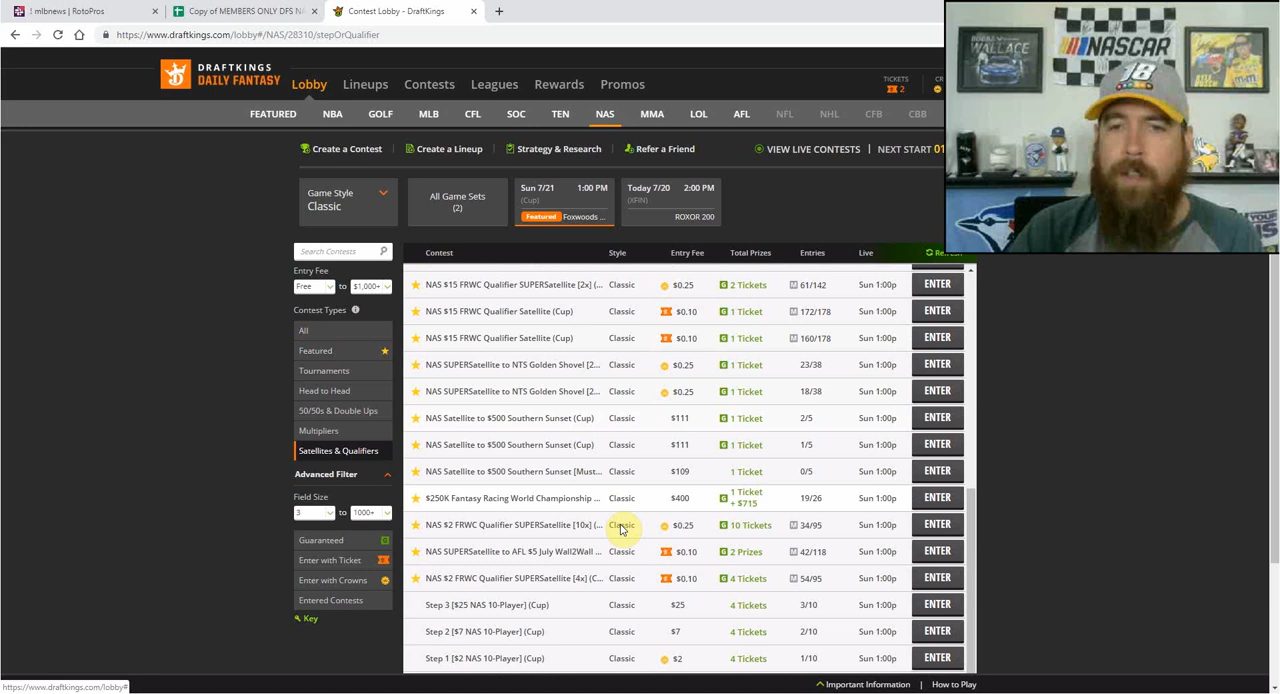 ! mlbnews | RotoPros
Copy of MEMBERS ONLY DFS NA
Contest Lobby - DraftKings
https://www.draftkings.com/lobby#/NAS/28310/stepOrQualifier
DRAFTKINGS
DAILY FANTASY
Lobby Lineups Contests Leagues Rewards Promos
TICKETS
2
CR
FEATURED NBA GOLF MLB CFL SOC TEN NAS MMA LOL AFL NFL NHL CFB CBB
Create a Contest Create a Lineup Strategy & Research Refer a Friend VIEW LIVE CONTESTS NEXT START 01
Game Style
Classic
All Game Sets
(2)
Sun 7/21 1:00 PM
(Cup)
Featured Foxwoods ...
Today 7/20 2:00 PM
(XFIN)
ROXOR 200
Search Contests
Entry Fee
Free to $1,000+
Contest Types
All
Featured
Tournaments
Head to Head
50/50s & Double Ups
Multipliers
Satellites & Qualifiers
Advanced Filter
Field Size
3 to 1000+
Guaranteed G
Enter with Ticket
Enter with Crowns
Entered Contests
Key
Contest Style Entry Fee Total Prizes Entries Live Refresh
NAS $15 FRWC Qualifier SUPERSatellite [2x] (... Classic $0.25 G 2 Tickets M 61/142 Sun 1:00p ENTER
NAS $15 FRWC Qualifier Satellite (Cup) Classic $0.10 G 1 Ticket M 172/178 Sun 1:00p ENTER
NAS $15 FRWC Qualifier Satellite (Cup) Classic $0.10 G 1 Ticket M 160/178 Sun 1:00p ENTER
NAS SUPERSatellite to NTS Golden Shovel [2... Classic $0.25 G 1 Ticket 23/38 Sun 1:00p ENTER
NAS SUPERSatellite to NTS Golden Shovel [2... Classic $0.25 G 1 Ticket 18/38 Sun 1:00p ENTER
NAS Satellite to $500 Southern Sunset (Cup) Classic $111 G 1 Ticket 2/5 Sun 1:00p ENTER
NAS Satellite to $500 Southern Sunset (Cup) Classic $111 G 1 Ticket 1/5 Sun 1:00p ENTER
NAS Satellite to $500 Southern Sunset [Must... Classic $109 1 Ticket 0/5 Sun 1:00p ENTER
$250K Fantasy Racing World Championship ... Classic $400 G 1 Ticket + $715 19/26 Sun 1:00p ENTER
NAS $2 FRWC Qualifier SUPERSatellite [10x] (... Classic $0.25 G 10 Tickets M 34/95 Sun 1:00p ENTER
NAS SUPERSatellite to AFL $5 July Wall2Wall ... Classic $0.10 G 2 Prizes M 42/118 Sun 1:00p ENTER
NAS $2 FRWC Qualifier SUPERSatellite [4x] (C... Classic $0.10 G 4 Tickets M 54/95 Sun 1:00p ENTER
Step 3 [$25 NAS 10-Player] (Cup) Classic $25 4 Tickets 3/10 Sun 1:00p ENTER
Step 2 [$7 NAS 10-Player] (Cup) Classic $7 4 Tickets 2/10 Sun 1:00p ENTER
Step 1 [$2 NAS 10-Player] (Cup) Classic $2 4 Tickets 1/10 Sun 1:00p ENTER
https://www.draftkings.com/lobby#
Important Information How to Play
WALLACE
NASCAR
18